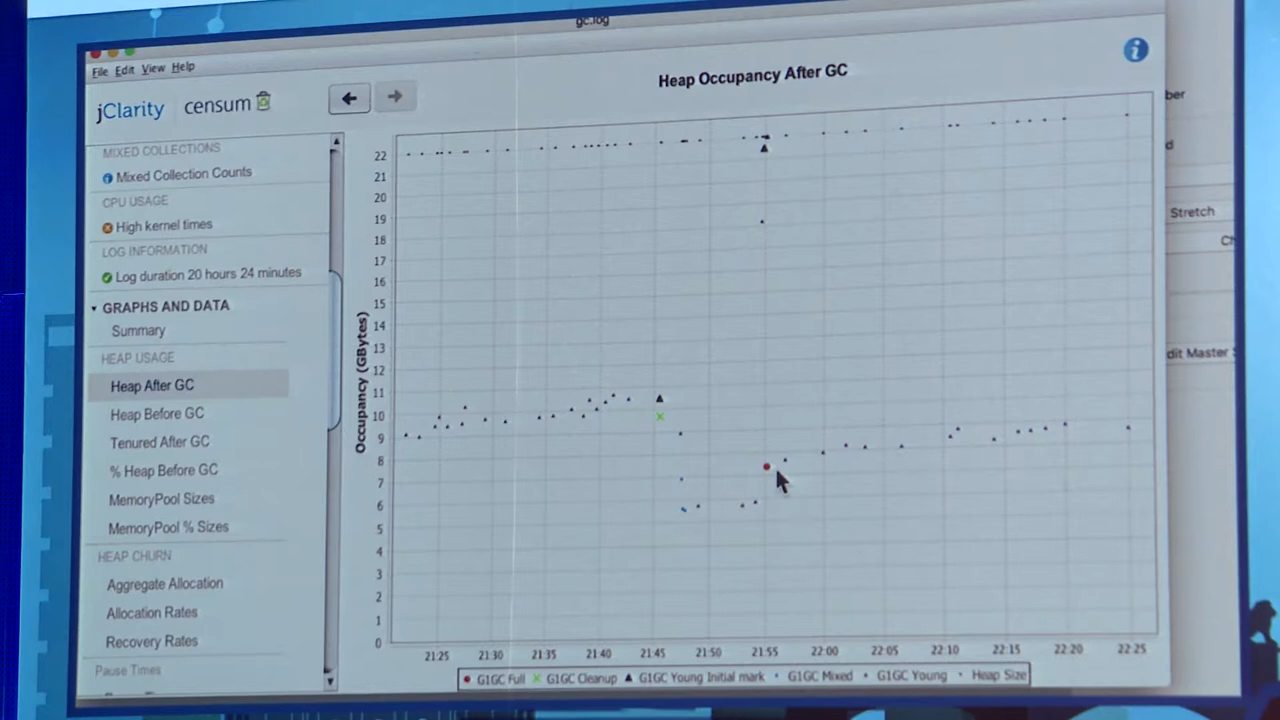 gc.log
File Edit View Help
jClarity censum
MIXED COLLECTIONS
Mixed Collection Counts
CPU USAGE
High kernel times
LOG INFORMATION
Log duration 20 hours 24 minutes
GRAPHS AND DATA
Summary
HEAP USAGE
Heap After GC
Heap Before GC
Tenured After GC
% Heap Before GC
MemoryPool Sizes
MemoryPool % Sizes
HEAP CHURN
Aggregate Allocation
Allocation Rates
Recovery Rates
Pause Times
Heap Occupancy After GC
Occupancy (GBytes)
22
21
20
19
18
17
16
15
14
13
12
11
10
9
8
7
6
5
4
3
2
1
0
21:25 21:30 21:35 21:40 21:45 21:50 21:55 22:00 22:05 22:10 22:15 22:20 22:25
G1GC Full G1GC Cleanup G1GC Young Initial mark G1GC Mixed G1GC Young Heap Size
Stretch
dit Master